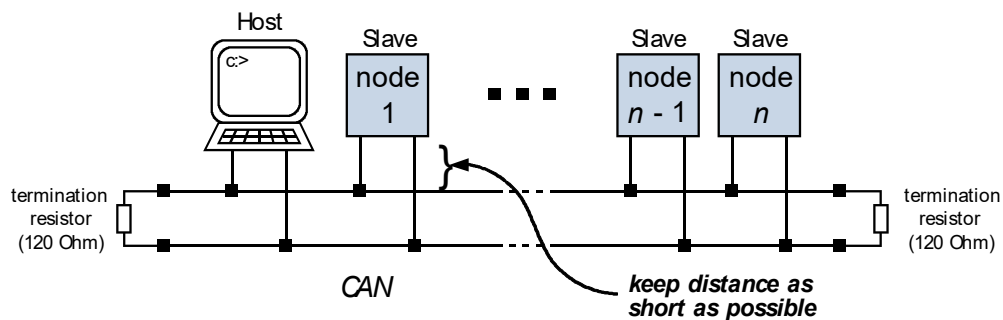 Host
c:>
Slave
node
1
Slave
node
n - 1
Slave
node
n
termination
resistor
(120 Ohm)
termination
resistor
(120 Ohm)
CAN
keep distance as
short as possible